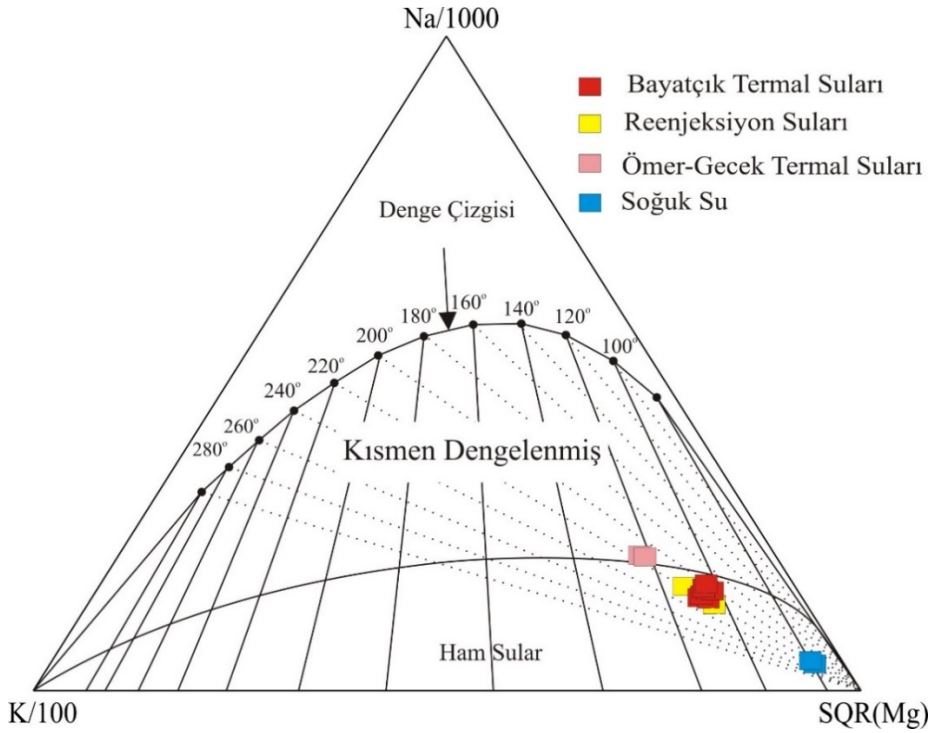 Na/1000
Bayatçık Termal Suları
Reenjeksiyon Suları
Ömer-Gecek Termal Suları
Soğuk Su
Denge Çizgisi
180°
160°
140°
120°
100°
200°
220°
240°
260°
280°
Kısmen Dengelenmiş
Ham Sular
K/100
SQR(Mg)